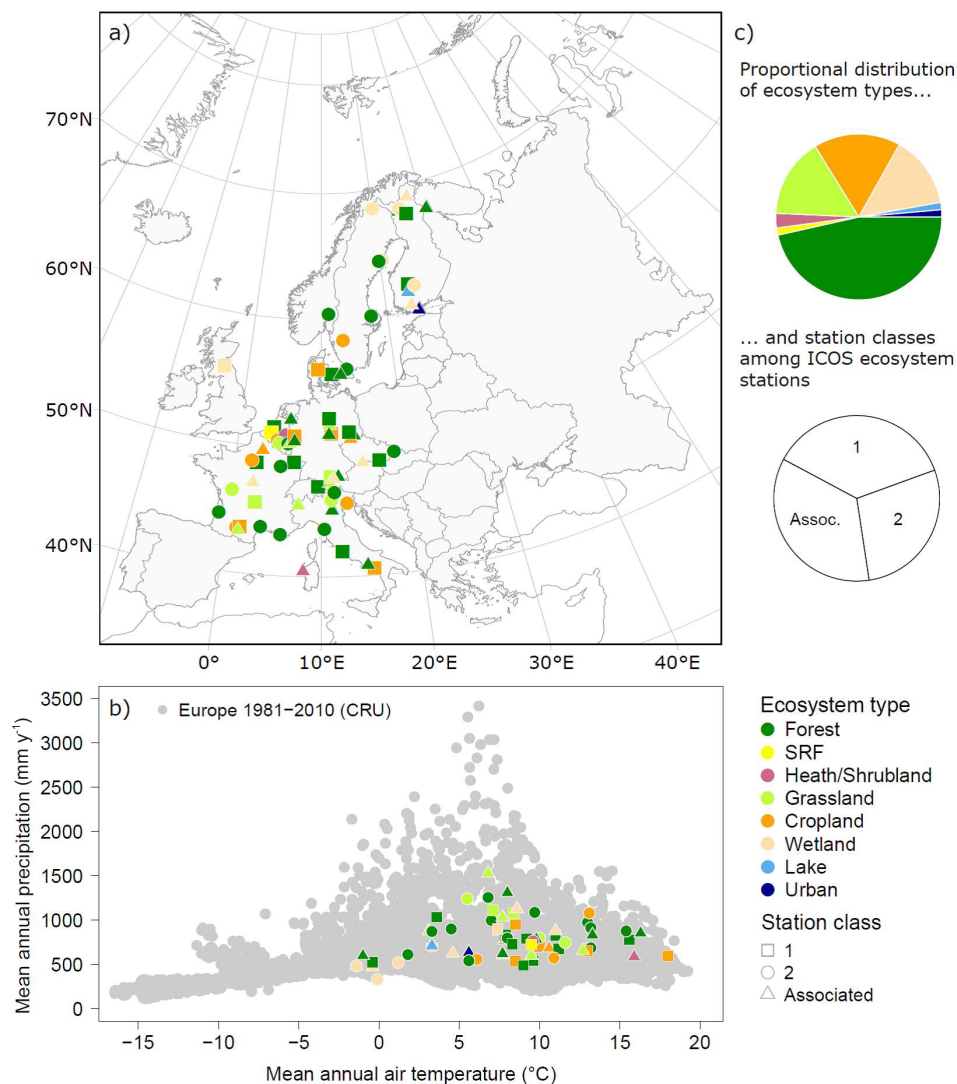 a)
70°N
60°N
50°N
40°N
0°
10°E
20°E
30°E
40°E
c)
Proportional distribution
of ecosystem types...
... and station classes
among ICOS ecosystem
stations
1
Assoc.
2
b)
Europe 1981−2010 (CRU)
Mean annual precipitation (mm y⁻¹)
3500
3000
2500
2000
1500
1000
500
0
−15
−10
−5
0
5
10
15
20
Mean annual air temperature (°C)
Ecosystem type
Forest
SRF
Heath/Shrubland
Grassland
Cropland
Wetland
Lake
Urban
Station class
1
2
Associated